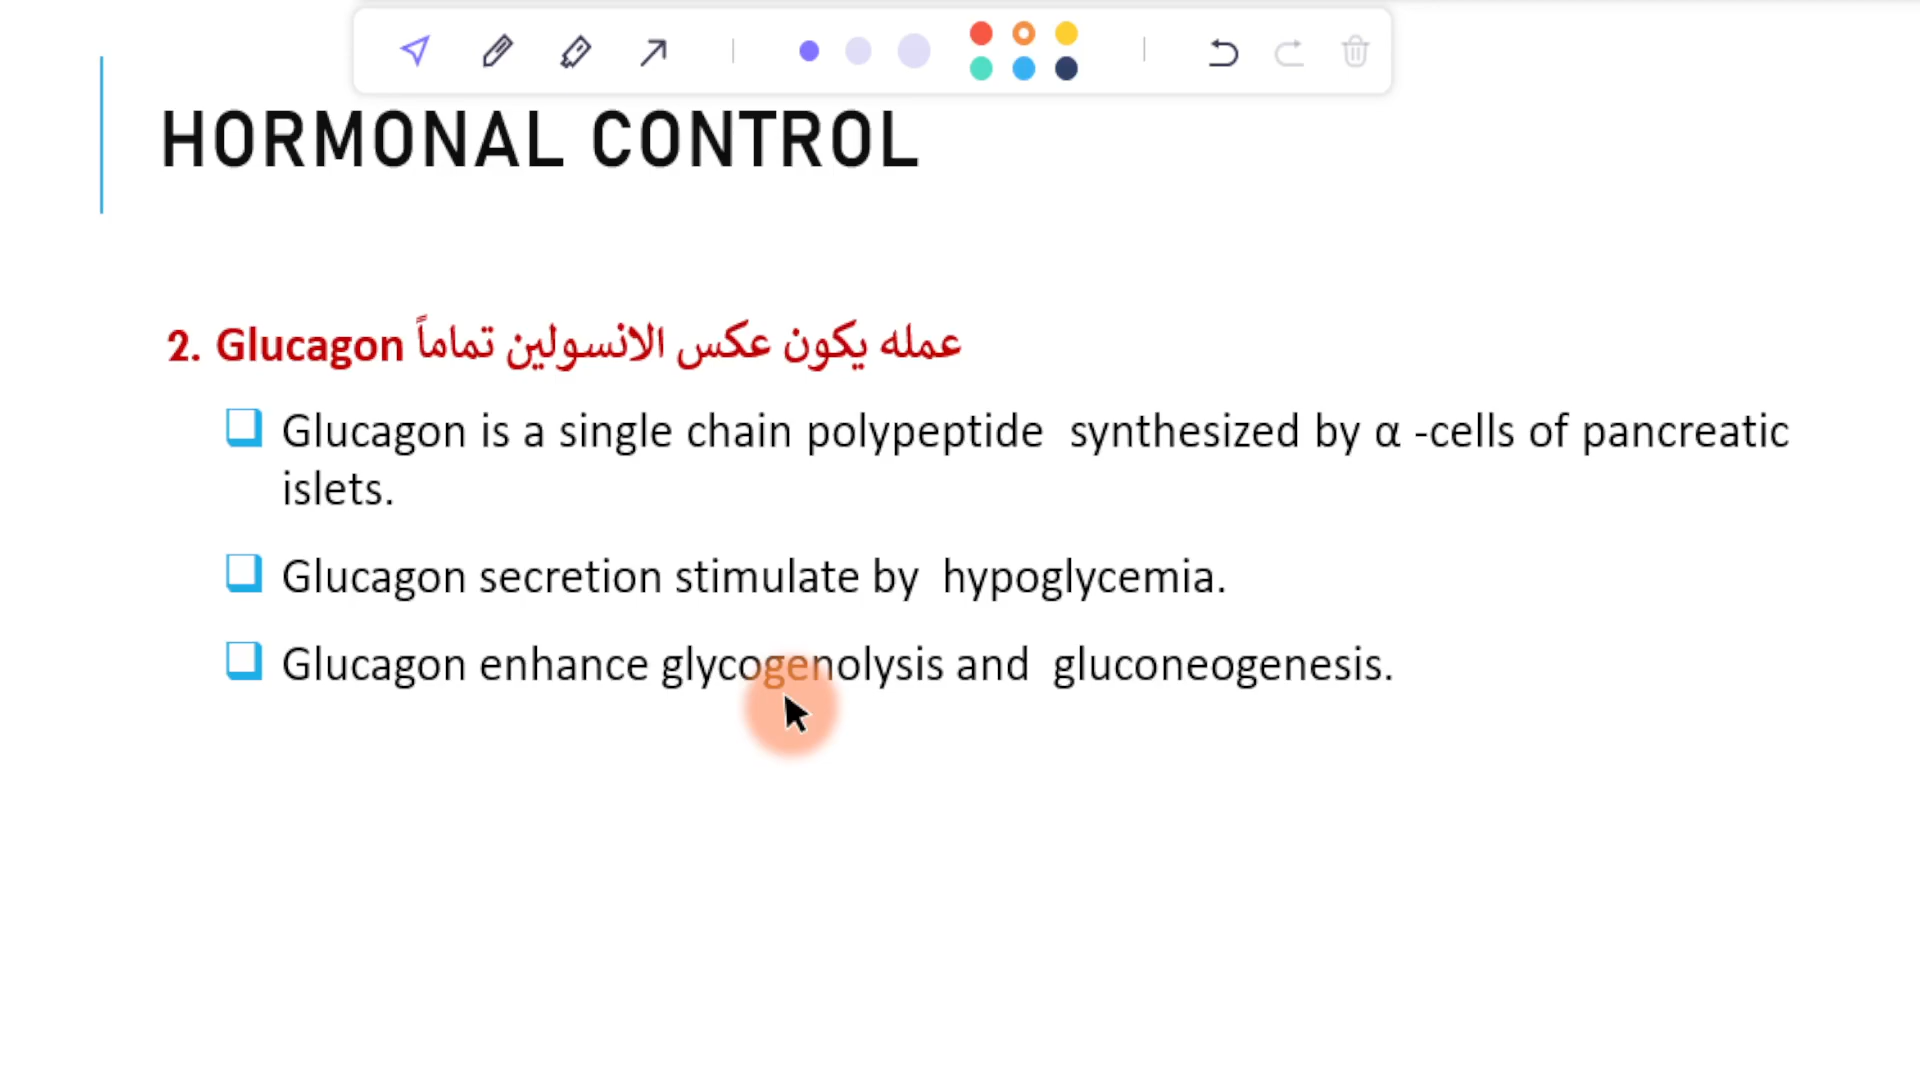 HORMONAL CONTROL
2. Glucagon عمله يكون عكس الانسولين تماماً
Glucagon is a single chain polypeptide synthesized by α -cells of pancreatic
islets.
Glucagon secretion stimulate by hypoglycemia.
Glucagon enhance glycogenolysis and gluconeogenesis.